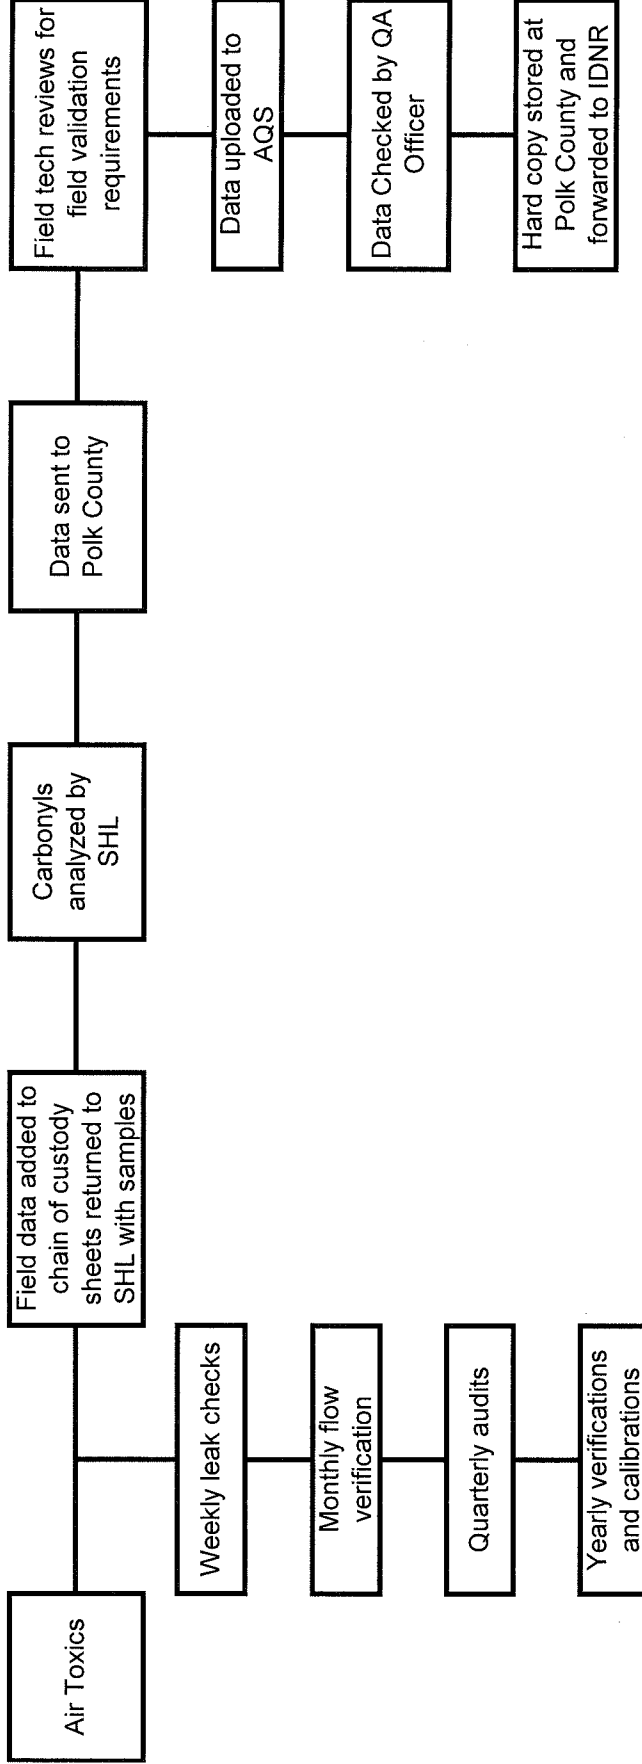 Air Toxics
Field data added to
chain of custody
sheets returned to
SHL with samples
Weekly leak checks
Monthly flow
verification
Quarterly audits
Yearly verifications
and calibrations
Carbonyls
analyzed by
SHL
Data sent to
Polk County
Field tech reviews for
field validation
requirements
Data uploaded to
AQS
Data Checked by QA
Officer
Hard copy stored at
Polk County and
forwarded to IDNR